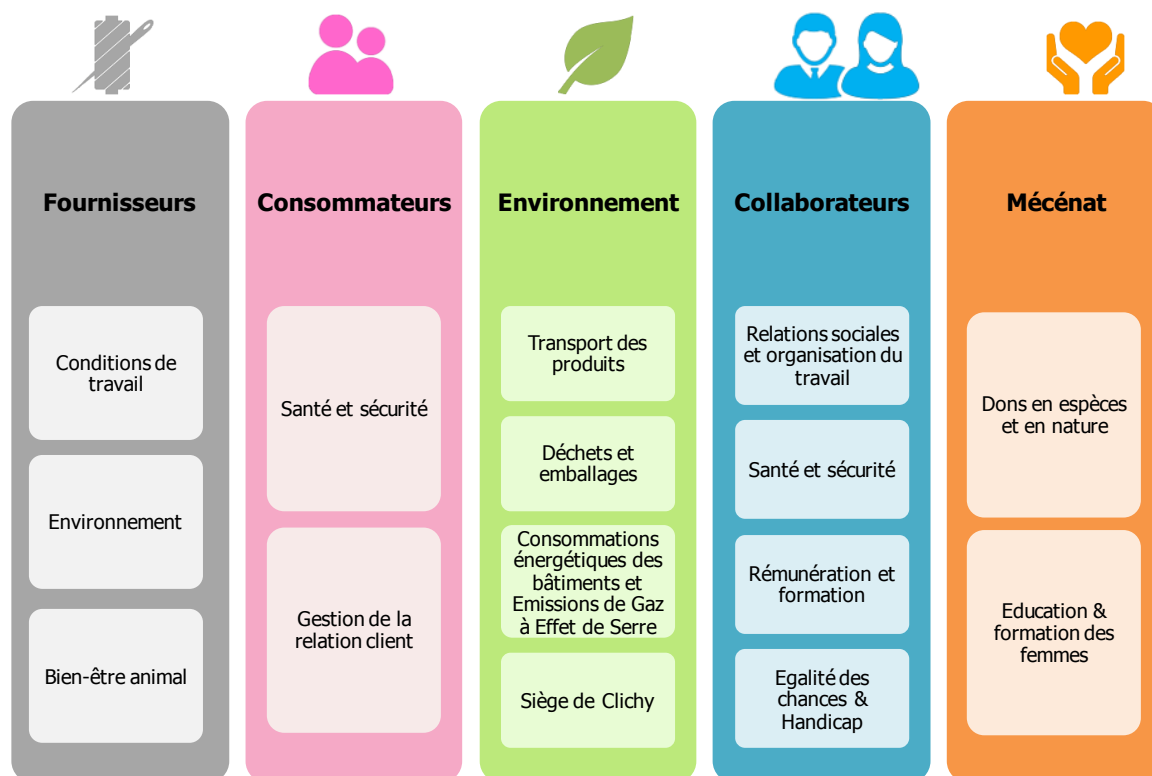 Fournisseurs
Conditions de
travail
Environnement
Bien-être animal
Consommateurs
Santé et sécurité
Gestion de la
relation client
Environnement
Transport des
produits
Déchets et
emballages
Consommations
énergétiques des
bâtiments et
Emissions de Gaz
à Effet de Serre
Siège de Clichy
Collaborateurs
Relations sociales
et organisation du
travail
Santé et sécurité
Rémunération et
formation
Egalité des
chances &
Handicap
Mécénat
Dons en espèces
et en nature
Education &
formation des
femmes